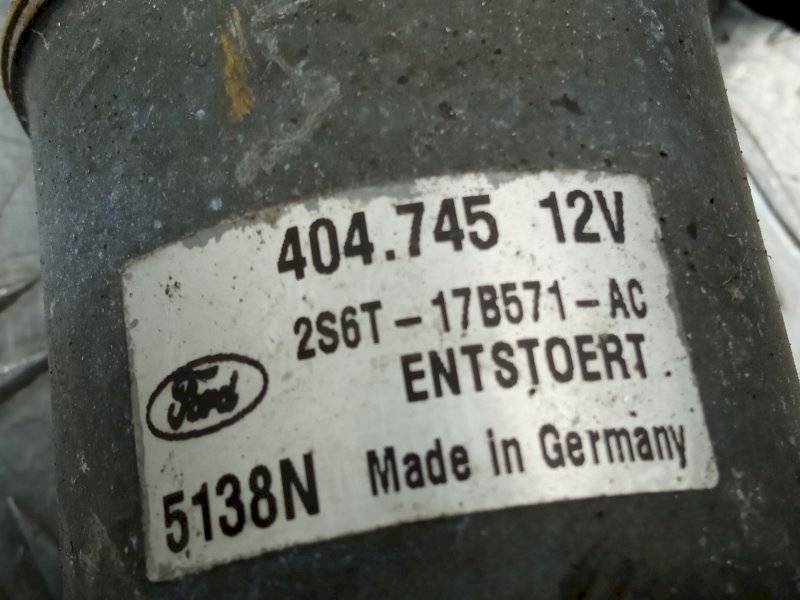 404.745 12V
2S6T-17B571-AC
ENTSTOERT
Ford
5138N Made in Germany